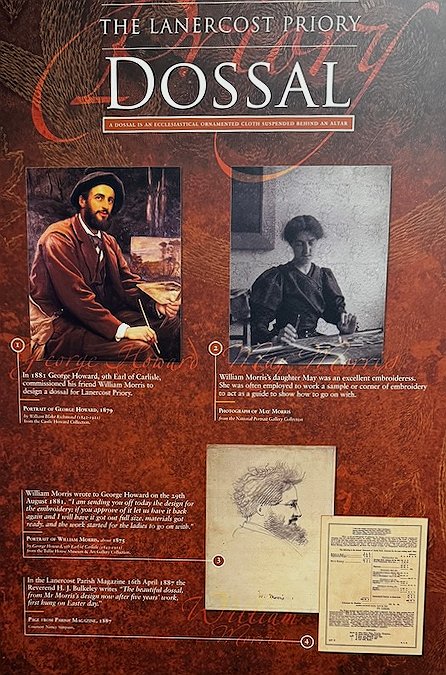 THE LANERCOST PRIORY
DOSSAL
A DOSSAL IS AN ECCLESIASTICAL ORNAMENTED CLOTH SUSPENDED BEHIND AN ALTAR
1
In 1881 George Howard, 9th Earl of Carlisle,
commissioned his friend William Morris to
design a dossal for Lanercost Priory.
PORTRAIT OF GEORGE HOWARD, 1879
by William Blake Richmond (1842-1921)
from the Castle Howard Collection.
2
William Morris's daughter May was an excellent embroideress.
She was often employed to work a sample or corner of embroidery
to act as a guide to show how to go on with.
PHOTOGRAPH OF MAY MORRIS
from the National Portrait Gallery Collection
William Morris wrote to George Howard on the 29th
August 1881, "I am sending you off today the design for
the embroidery: if you approve of it let us have it back
again and I will have it got out full size, materials got
ready, and the work started for the ladies to go on with."
PORTRAIT OF WILLIAM MORRIS, about 1875
by George Howard, 9th Earl of Carlisle (1843-1911)
from the Tullie House Museum & Art Gallery Collection.
3
In the Lanercost Parish Magazine 16th April 1887 the
Reverend H. J. Bulkeley writes "The beautiful dossal,
from Mr Morris's design now after five years' work,
first hung on Easter day."
PAGE FROM PARISH MAGAZINE, 1887
Courtesy Nancy Simpson.
4